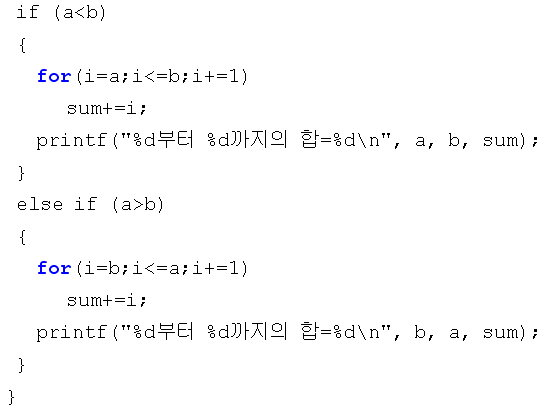 if (a<b)
{
for(i=a;i<=b;i+=1)
sum+=i;
printf("%d부터 %d까지의 합=%d\n", a, b, sum);
}
else if (a>b)
{
for(i=b;i<=a;i+=1)
sum+=i;
printf("%d부터 %d까지의 합=%d\n", b, a, sum);
}
}